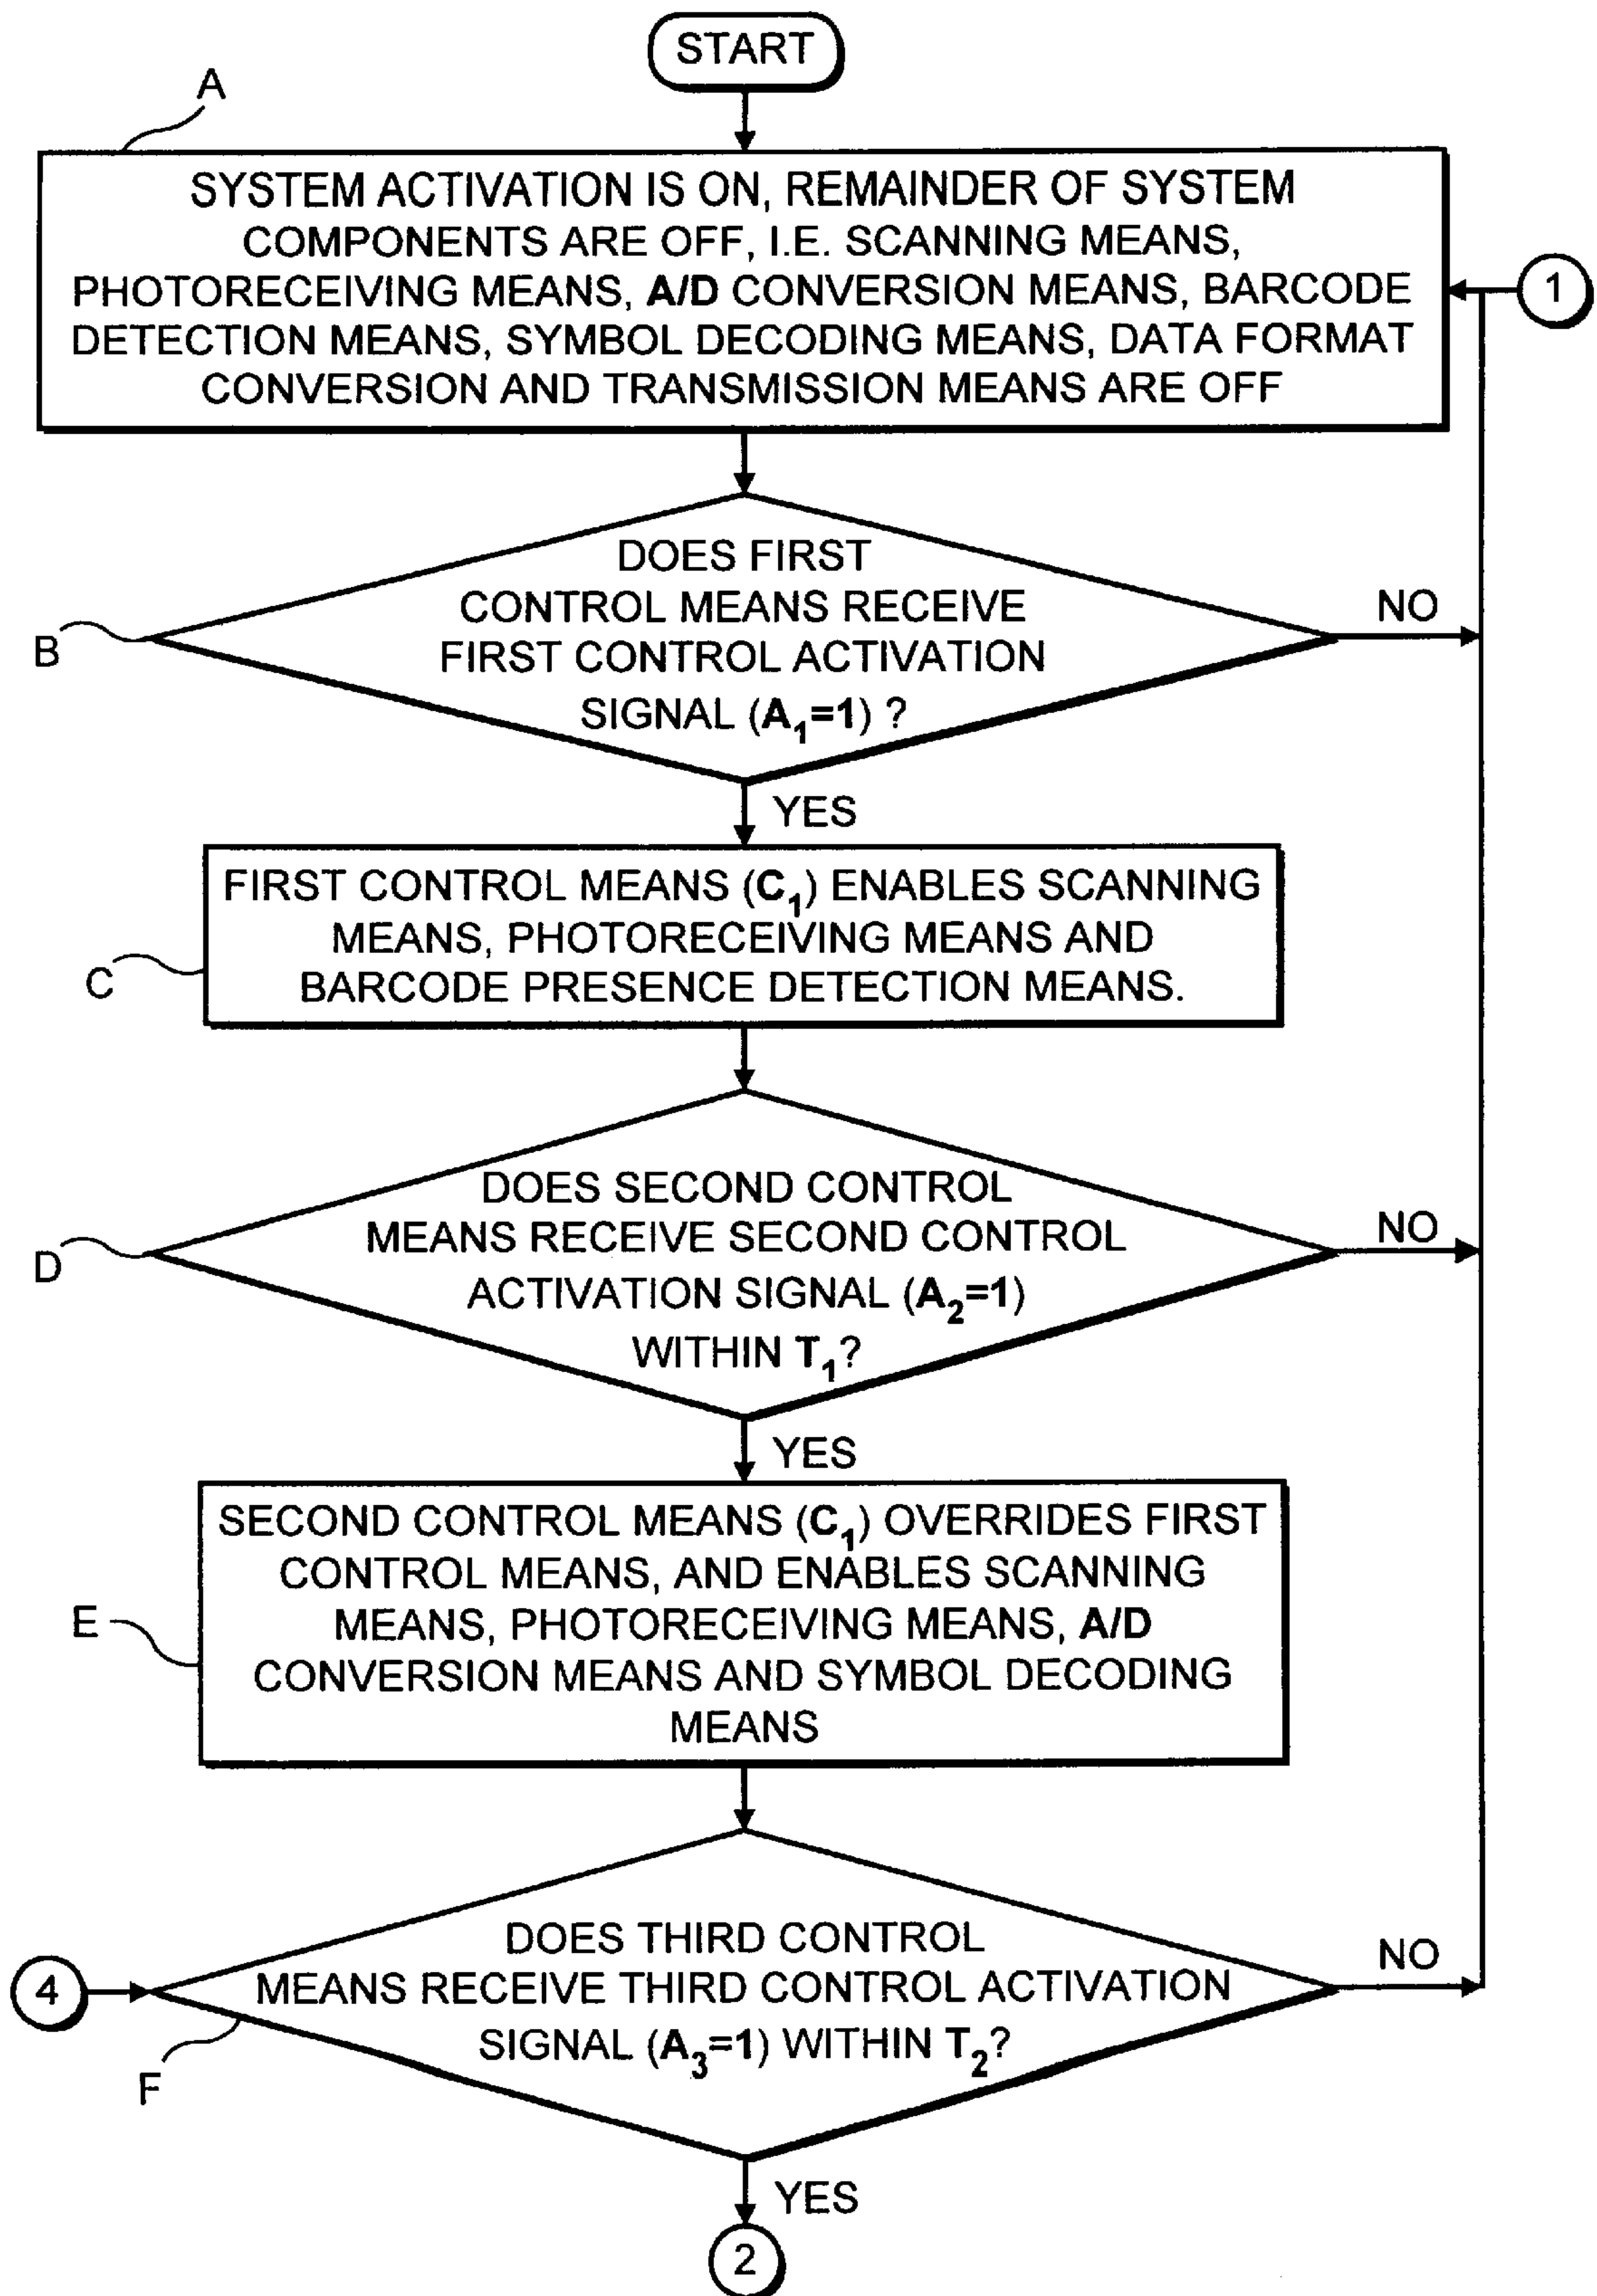 START
A
SYSTEM ACTIVATION IS ON, REMAINDER OF SYSTEM
COMPONENTS ARE OFF, I.E. SCANNING MEANS,
PHOTORECEIVING MEANS, A/D CONVERSION MEANS, BARCODE
DETECTION MEANS, SYMBOL DECODING MEANS, DATA FORMAT
CONVERSION AND TRANSMISSION MEANS ARE OFF
1
DOES FIRST
CONTROL MEANS RECEIVE
FIRST CONTROL ACTIVATION
SIGNAL (A₁=1) ?
B
NO
YES
FIRST CONTROL MEANS (C₁) ENABLES SCANNING
MEANS, PHOTORECEIVING MEANS AND
BARCODE PRESENCE DETECTION MEANS.
C
DOES SECOND CONTROL
MEANS RECEIVE SECOND CONTROL
ACTIVATION SIGNAL (A₂=1)
WITHIN T₁?
D
NO
YES
SECOND CONTROL MEANS (C₁) OVERRIDES FIRST
CONTROL MEANS, AND ENABLES SCANNING
MEANS, PHOTORECEIVING MEANS, A/D
CONVERSION MEANS AND SYMBOL DECODING
MEANS
E
DOES THIRD CONTROL
MEANS RECEIVE THIRD CONTROL ACTIVATION
SIGNAL (A₃=1) WITHIN T₂?
4
F
NO
YES
2